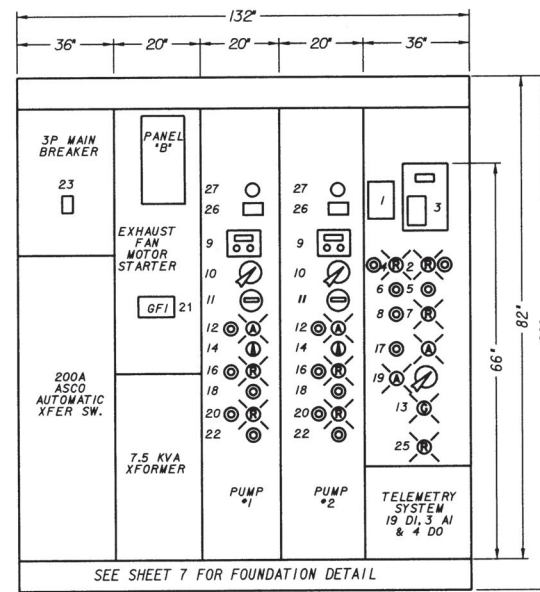 132"
36" 20" 20" 20" 36"
3P MAIN
BREAKER
23
PANEL
"B"
EXHAUST
FAN
MOTOR
STARTER
GFI 21
200A
ASCO
AUTOMATIC
XFER SW.
7.5 KVA
XFORMER
27
26
9
10
11
12 A
14
16 R
18
20 R
22
PUMP
#1
27
26
9
10
11
12 A
14
16 R
18
20 R
22
PUMP
#2
1 3
4 R 2 R
6 5
8 7 R
17 A
19 A
13 G
25 R
TELEMETRY
SYSTEM
19 DI, 3 AI
& 4 DO
66"
82"
SEE SHEET 7 FOR FOUNDATION DETAIL